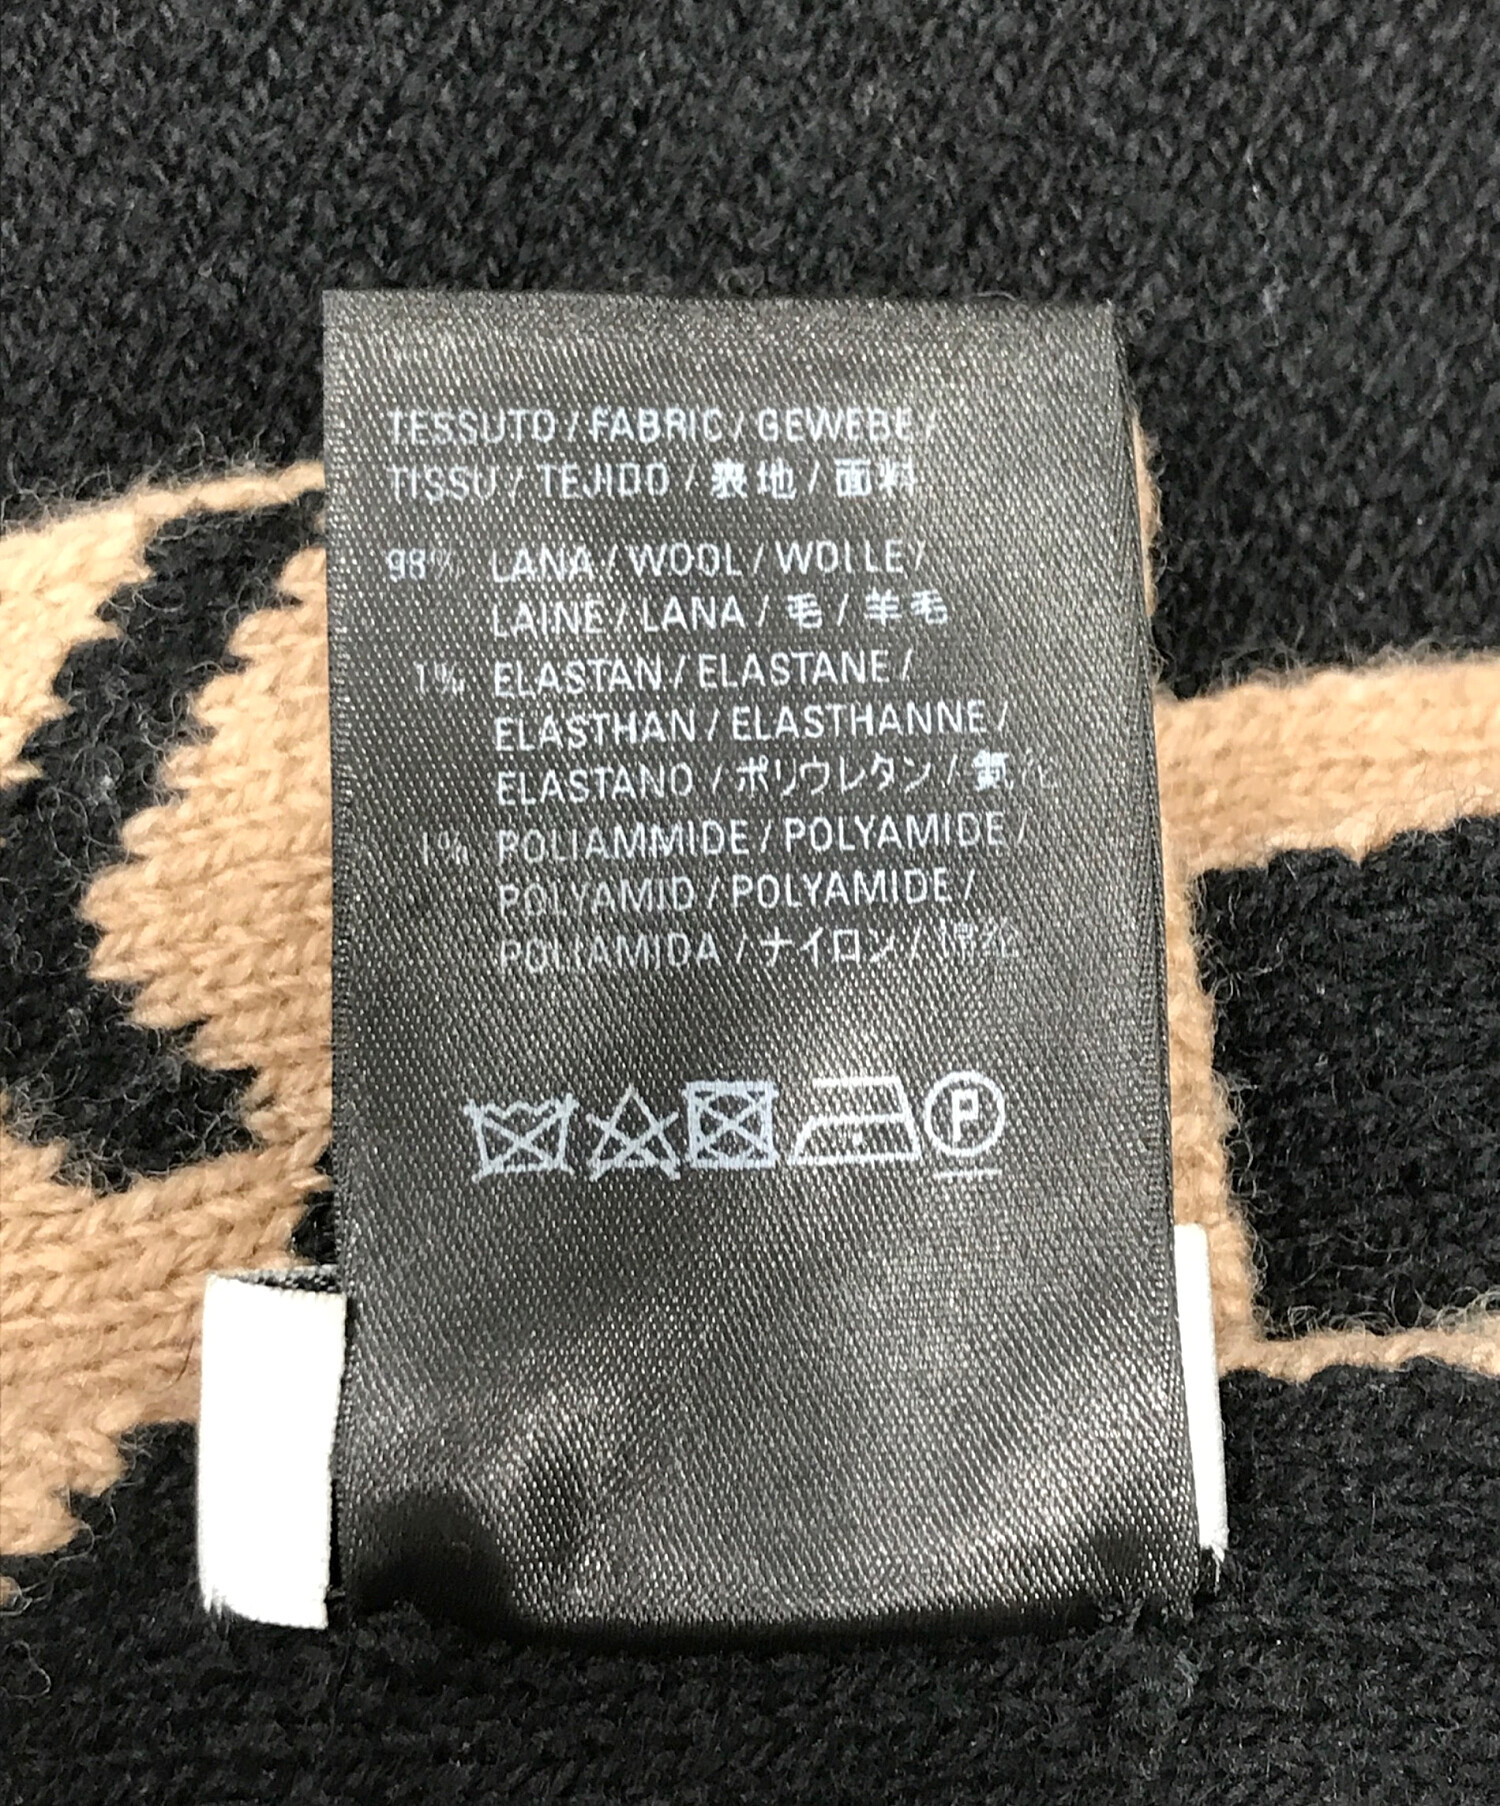 TESSUTO / FABRIC / GEWEBE /
TISSU / TEJIDO / 表地 / 面料
98% LANA / WOOL / WOLLE /
LAINE / LANA / 毛 / 羊毛
1% ELASTAN / ELASTANE /
ELASTHAN / ELASTHANNE /
ELASTANO / ポリウレタン /
1% POLIAMMIDE / POLYAMIDE /
POLYAMID / POLYAMIDE /
POLIAMIDA / ナイロン /
P